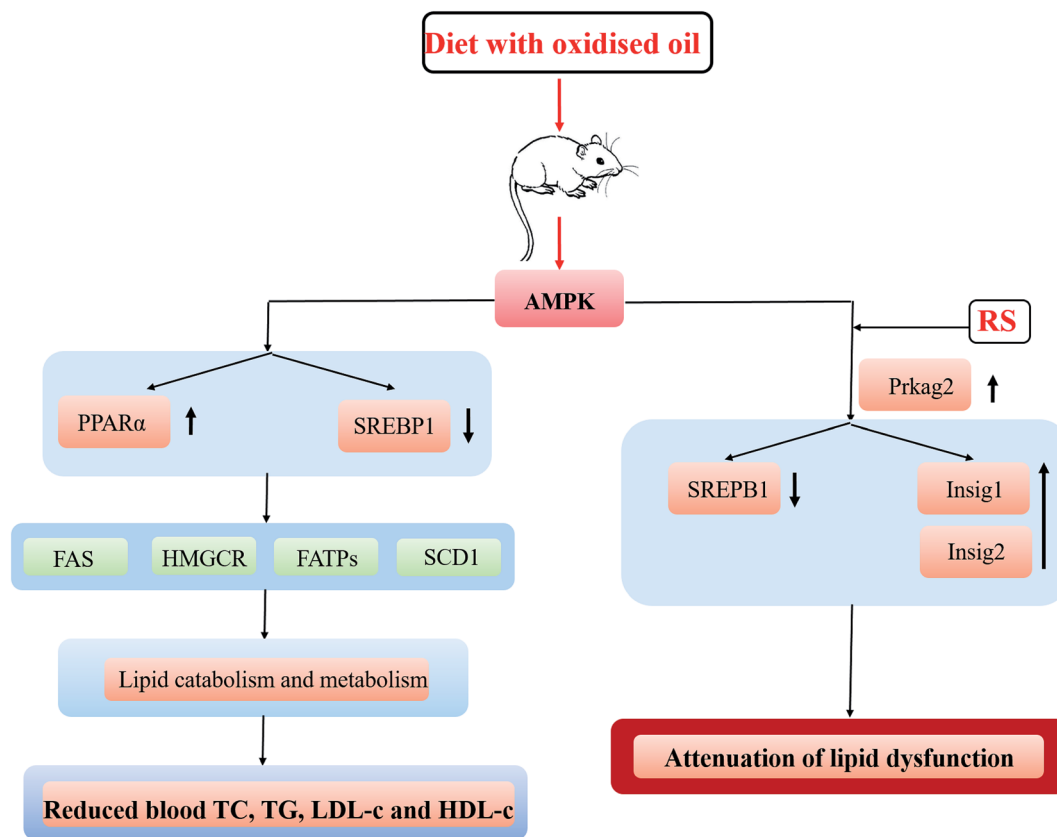 Diet with oxidised oil
AMPK
RS
Prkag2
PPARα
SREBP1
SREPB1
Insig1
Insig2
FAS
HMGCR
FATPs
SCD1
Lipid catabolism and metabolism
Attenuation of lipid dysfunction
Reduced blood TC, TG, LDL-c and HDL-c